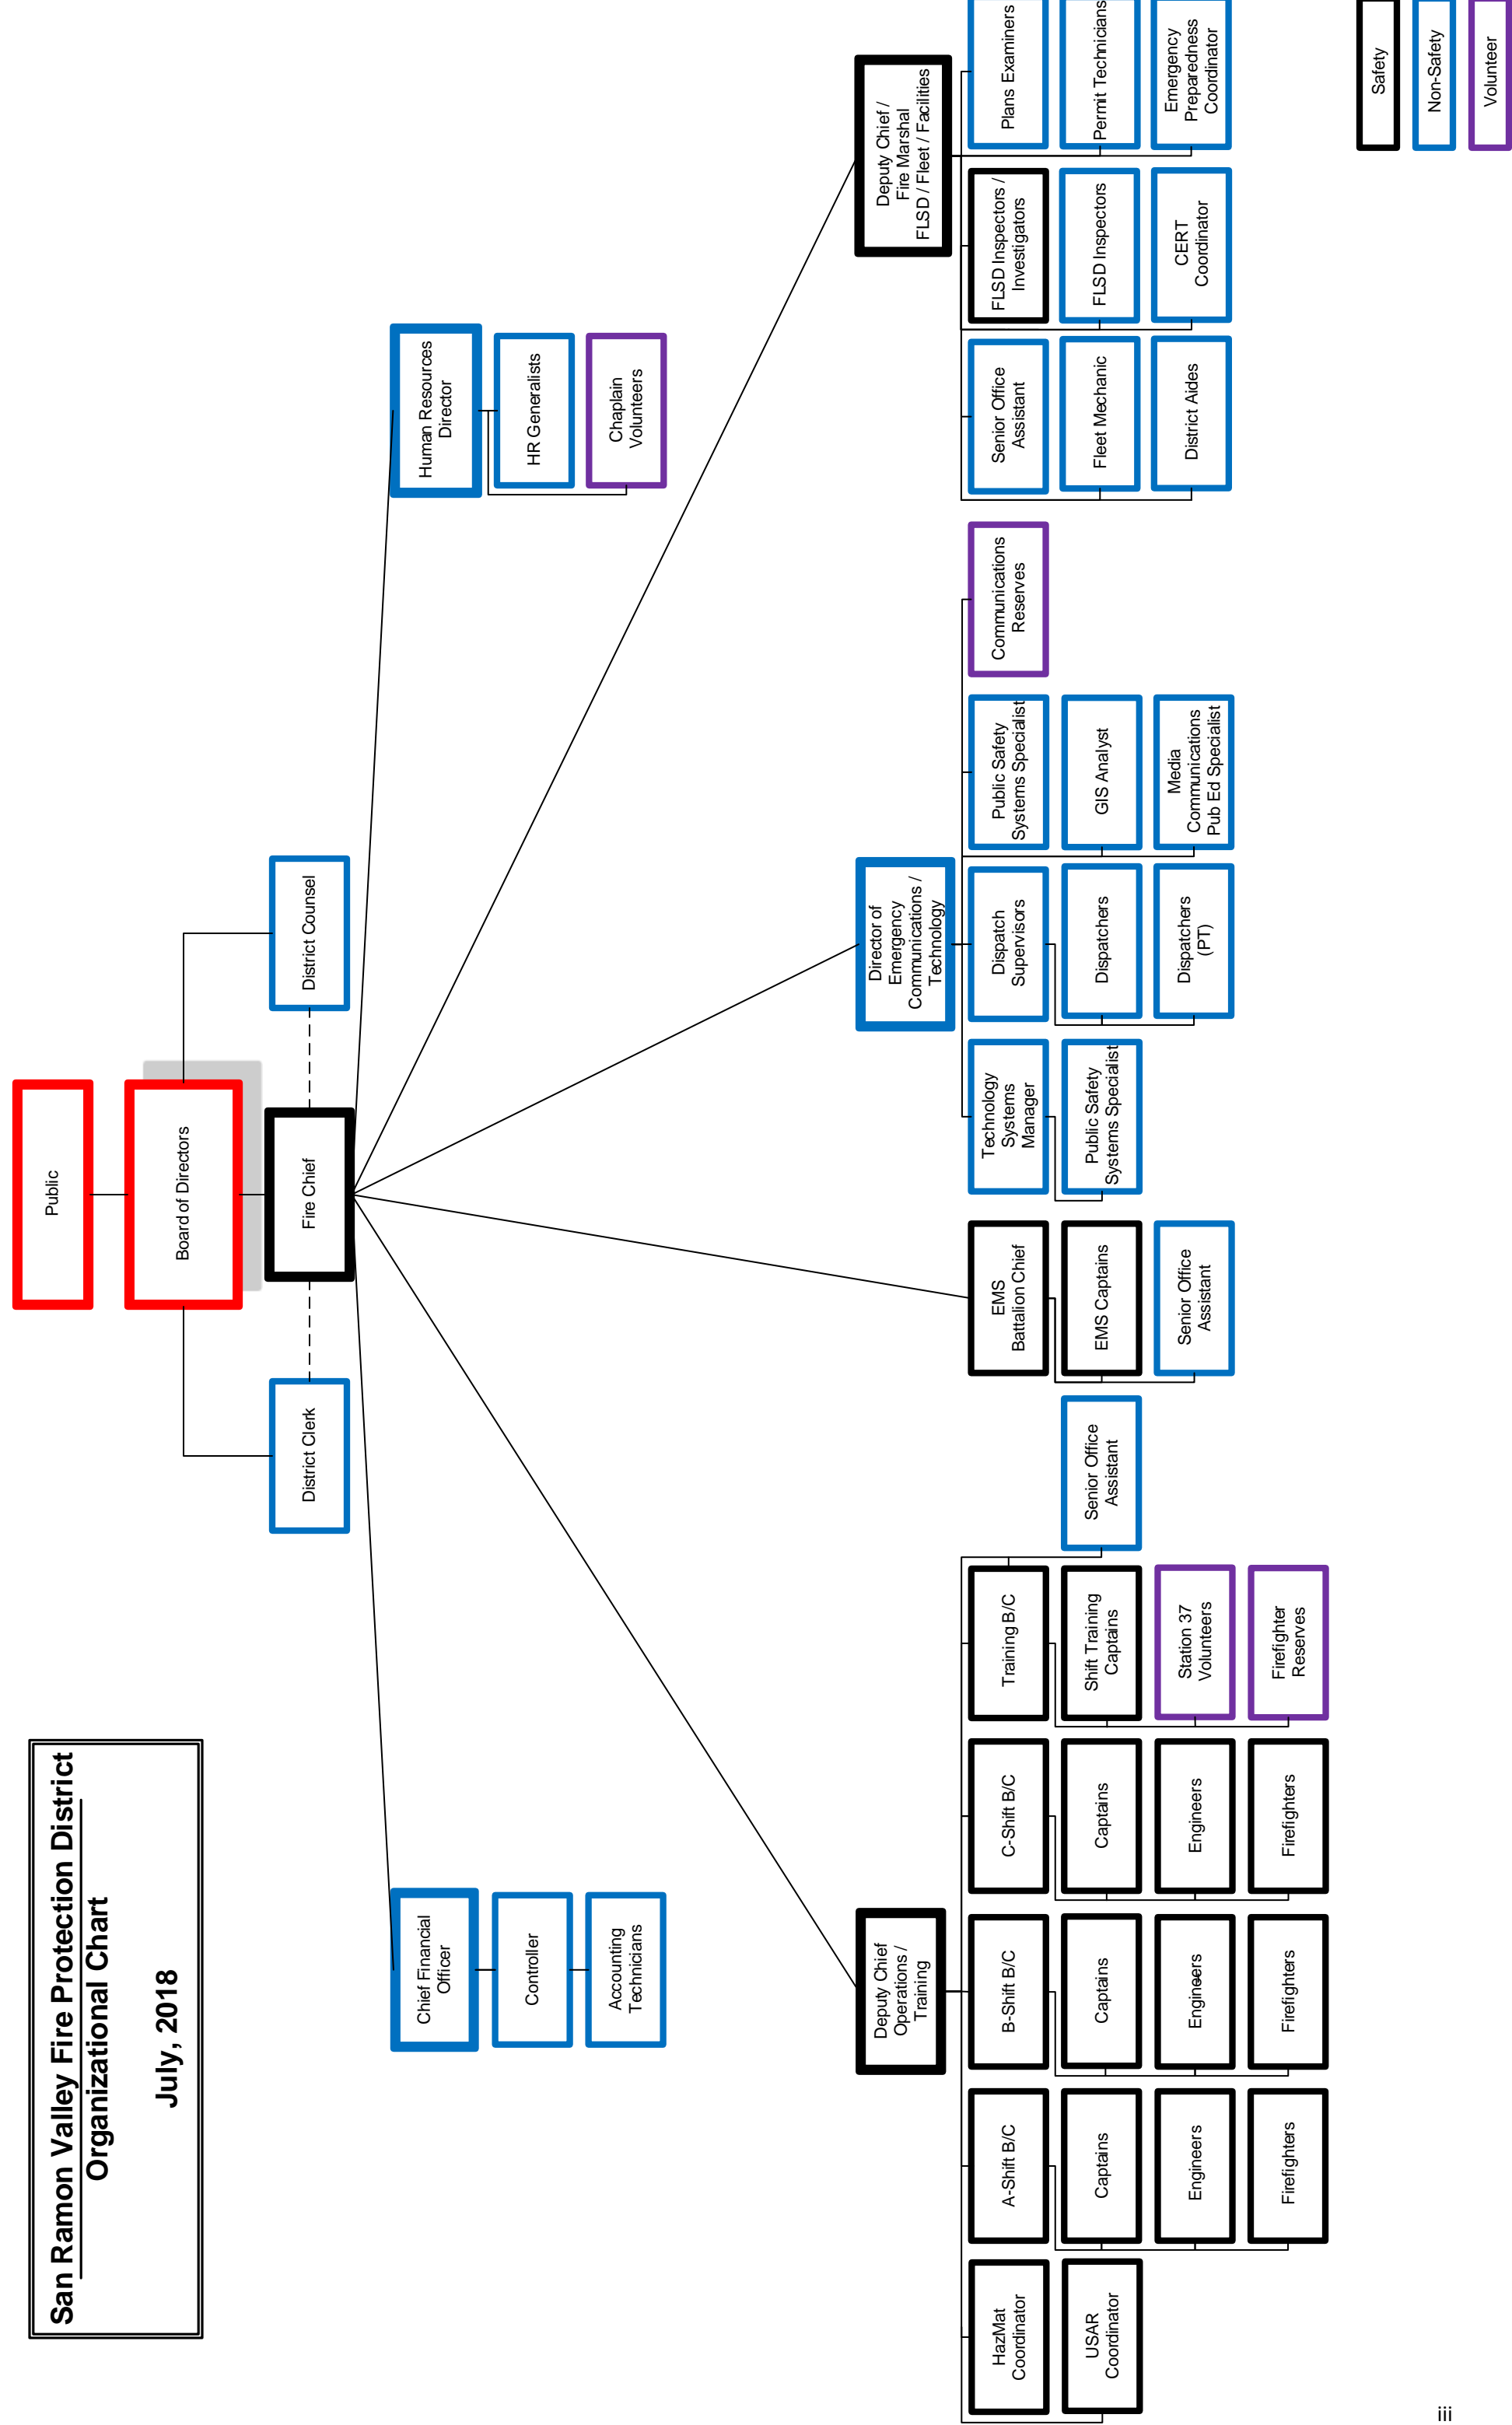 San Ramon Valley Fire Protection District
Organizational Chart
July, 2018
Public
Board of Directors
District Clerk
Fire Chief
District Counsel
Chief Financial
Officer
Controller
Accounting
Technicians
Human Resources
Director
HR Generalists
Chaplain
Volunteers
Deputy Chief
Operations /
Training
HazMat
Coordinator
USAR
Coordinator
A-Shift B/C
Captains
Engineers
Firefighters
B-Shift B/C
Captains
Engineers
Firefighters
C-Shift B/C
Captains
Engineers
Firefighters
Training B/C
Shift Training
Captains
Station 37
Volunteers
Firefighter
Reserves
Senior Office
Assistant
EMS
Battalion Chief
EMS Captains
Senior Office
Assistant
Director of
Emergency
Communications /
Technology
Technology
Systems
Manager
Public Safety
Systems Specialist
Dispatch
Supervisors
Dispatchers
Dispatchers
(PT)
Public Safety
Systems Specialist
GIS Analyst
Media
Communications
Pub Ed Specialist
Communications
Reserves
Deputy Chief /
Fire Marshal
FLSD / Fleet / Facilities
Senior Office
Assistant
Fleet Mechanic
District Aides
FLSD Inspectors /
Investigators
FLSD Inspectors
CERT
Coordinator
Plans Examiners
Permit Technicians
Emergency
Preparedness
Coordinator
Safety
Non-Safety
Volunteer
iii